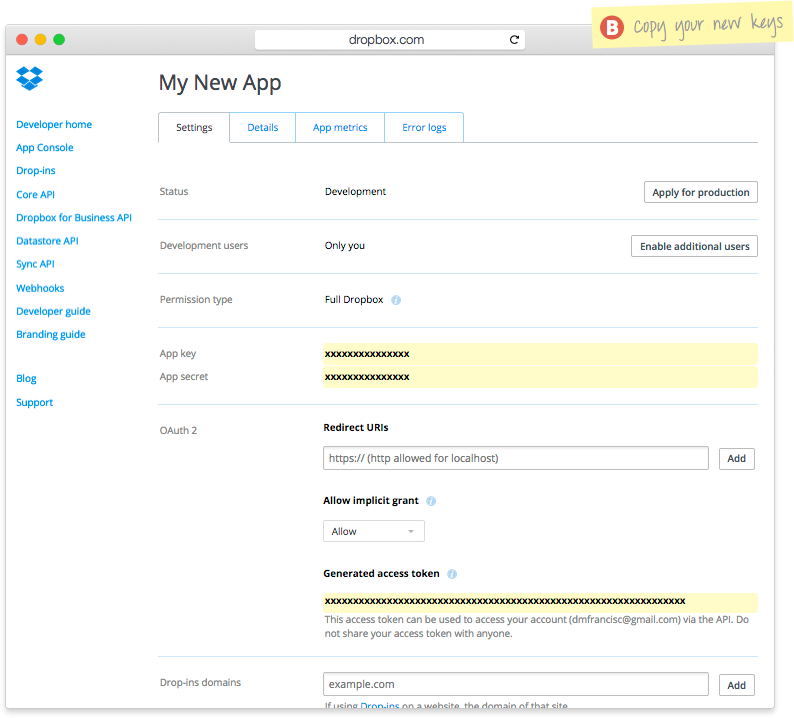 B copy your new keys
dropbox.com
My New App
Settings Details App metrics Error logs
Developer home
App Console
Drop-ins
Core API
Dropbox for Business API
Datastore API
Sync API
Webhooks
Developer guide
Branding guide
Blog
Support
Status Development Apply for production
Development users Only you Enable additional users
Permission type Full Dropbox i
App key xxxxxxxxxxxxxxx
App secret xxxxxxxxxxxxxxx
OAuth 2 Redirect URIs
https:// (http allowed for localhost) Add
Allow implicit grant i
Allow
Generated access token i
xxxxxxxxxxxxxxxxxxxxxxxxxxxxxxxxxxxxxxxxxxxxxxxxxxxxxxxxxxxxxxxx
This access token can be used to access your account (dmfrancisc@gmail.com) via the API. Do
not share your access token with anyone.
Drop-ins domains example.com Add
If using Drop-ins on a website, the domain of that site.